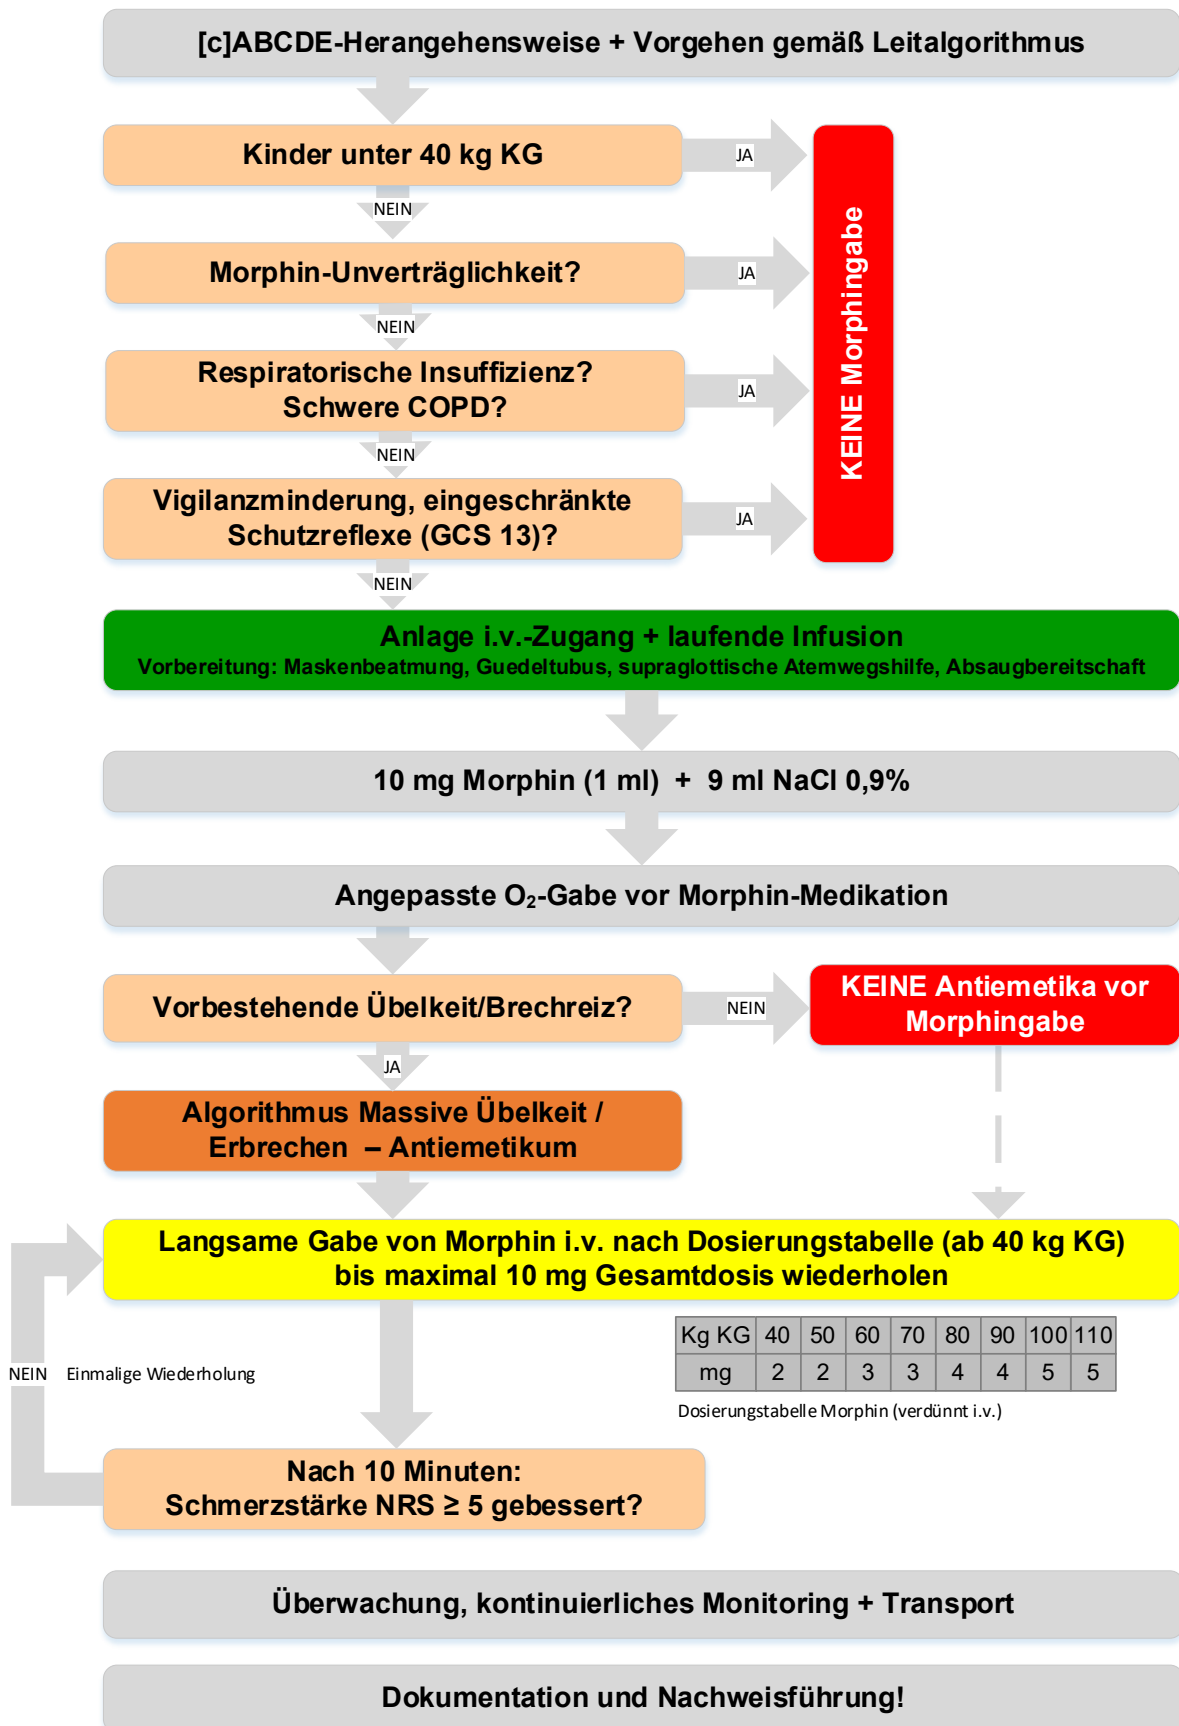 [c]ABCDE-Herangehensweise + Vorgehen gemäß Leitalgorithmus
Kinder unter 40 kg KG
JA
NEIN
Morphin-Unverträglichkeit?
JA
NEIN
Respiratorische Insuffizienz?
Schwere COPD?
JA
NEIN
Vigilanzminderung, eingeschränkte
Schutzreflexe (GCS 13)?
JA
NEIN
KEINE Morphingabe
Anlage i.v.-Zugang + laufende Infusion
Vorbereitung: Maskenbeatmung, Guedeltubus, supraglottische Atemwegshilfe, Absaugbereitschaft
10 mg Morphin (1 ml) + 9 ml NaCl 0,9%
Angepasste O₂-Gabe vor Morphin-Medikation
Vorbestehende Übelkeit/Brechreiz?
NEIN
KEINE Antiemetika vor
Morphingabe
JA
Algorithmus Massive Übelkeit /
Erbrechen – Antiemetikum
Langsame Gabe von Morphin i.v. nach Dosierungstabelle (ab 40 kg KG)
bis maximal 10 mg Gesamtdosis wiederholen
Kg KG 40 50 60 70 80 90 100 110
mg 2 2 3 3 4 4 5 5
Dosierungstabelle Morphin (verdünnt i.v.)
NEIN Einmalige Wiederholung
Nach 10 Minuten:
Schmerzstärke NRS ≥ 5 gebessert?
Überwachung, kontinuierliches Monitoring + Transport
Dokumentation und Nachweisführung!